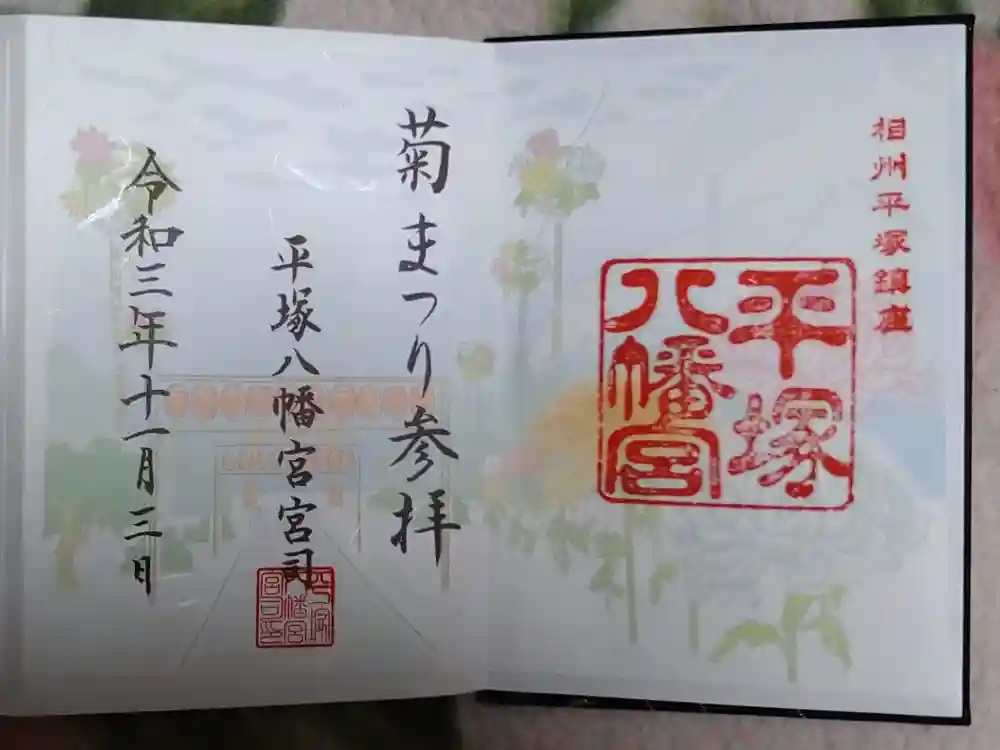 相州平塚鎮座
平塚
八幡宮
菊まつり参拝
平塚八幡宮宮司
令和三年十一月三日